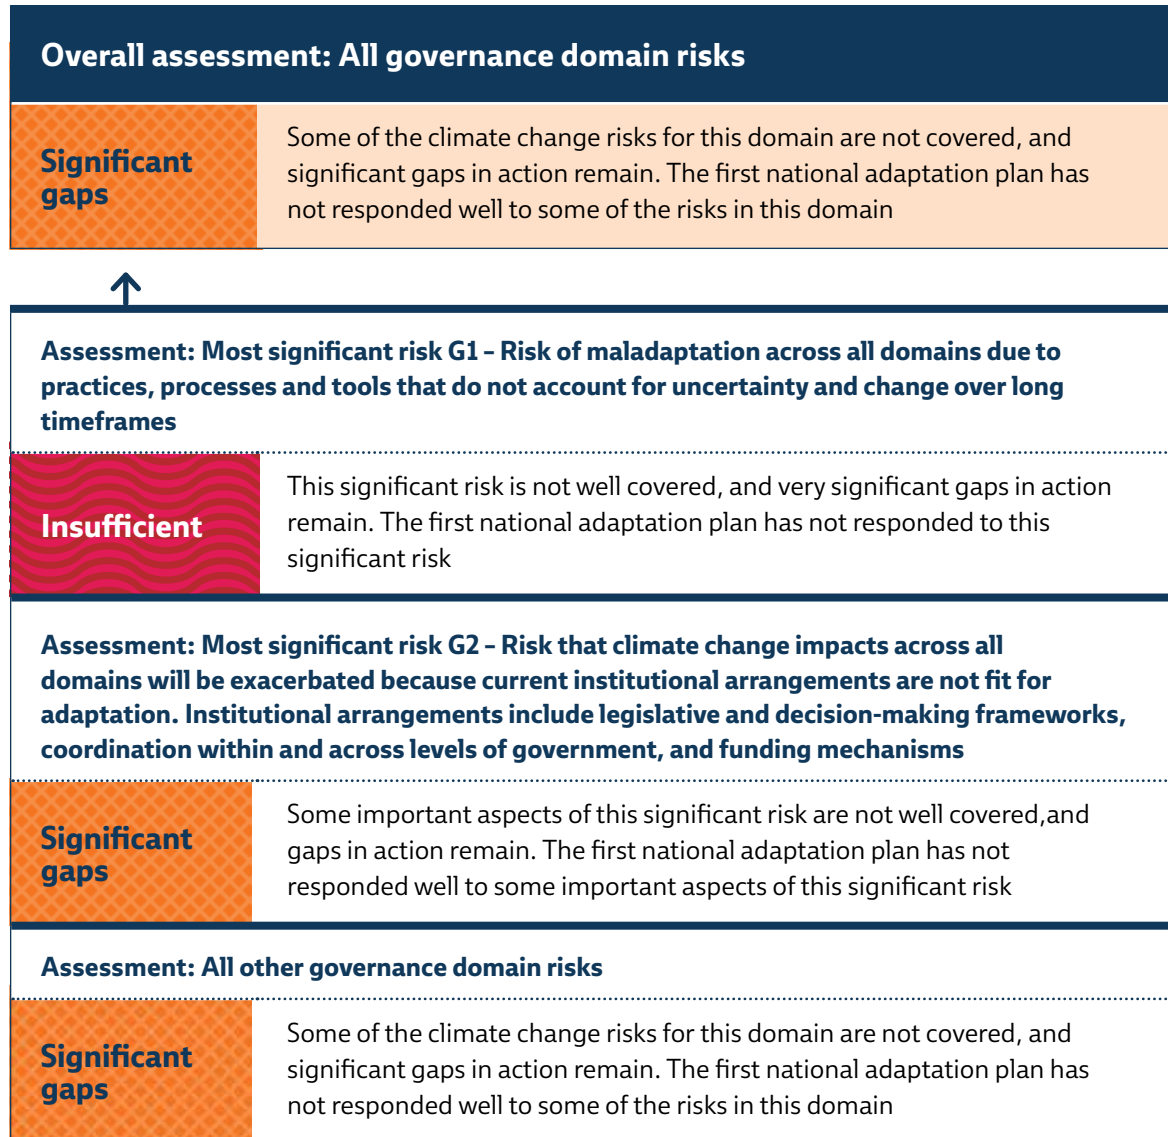 Overall assessment: All governance domain risks
Significant
gaps
Some of the climate change risks for this domain are not covered, and
significant gaps in action remain. The first national adaptation plan has
not responded well to some of the risks in this domain
Assessment: Most significant risk G1 – Risk of maladaptation across all domains due to
practices, processes and tools that do not account for uncertainty and change over long
timeframes
Insufficient
This significant risk is not well covered, and very significant gaps in action
remain. The first national adaptation plan has not responded to this
significant risk
Assessment: Most significant risk G2 – Risk that climate change impacts across all
domains will be exacerbated because current institutional arrangements are not fit for
adaptation. Institutional arrangements include legislative and decision-making frameworks,
coordination within and across levels of government, and funding mechanisms
Significant
gaps
Some important aspects of this significant risk are not well covered,and
gaps in action remain. The first national adaptation plan has not
responded well to some important aspects of this significant risk
Assessment: All other governance domain risks
Significant
gaps
Some of the climate change risks for this domain are not covered, and
significant gaps in action remain. The first national adaptation plan has
not responded well to some of the risks in this domain